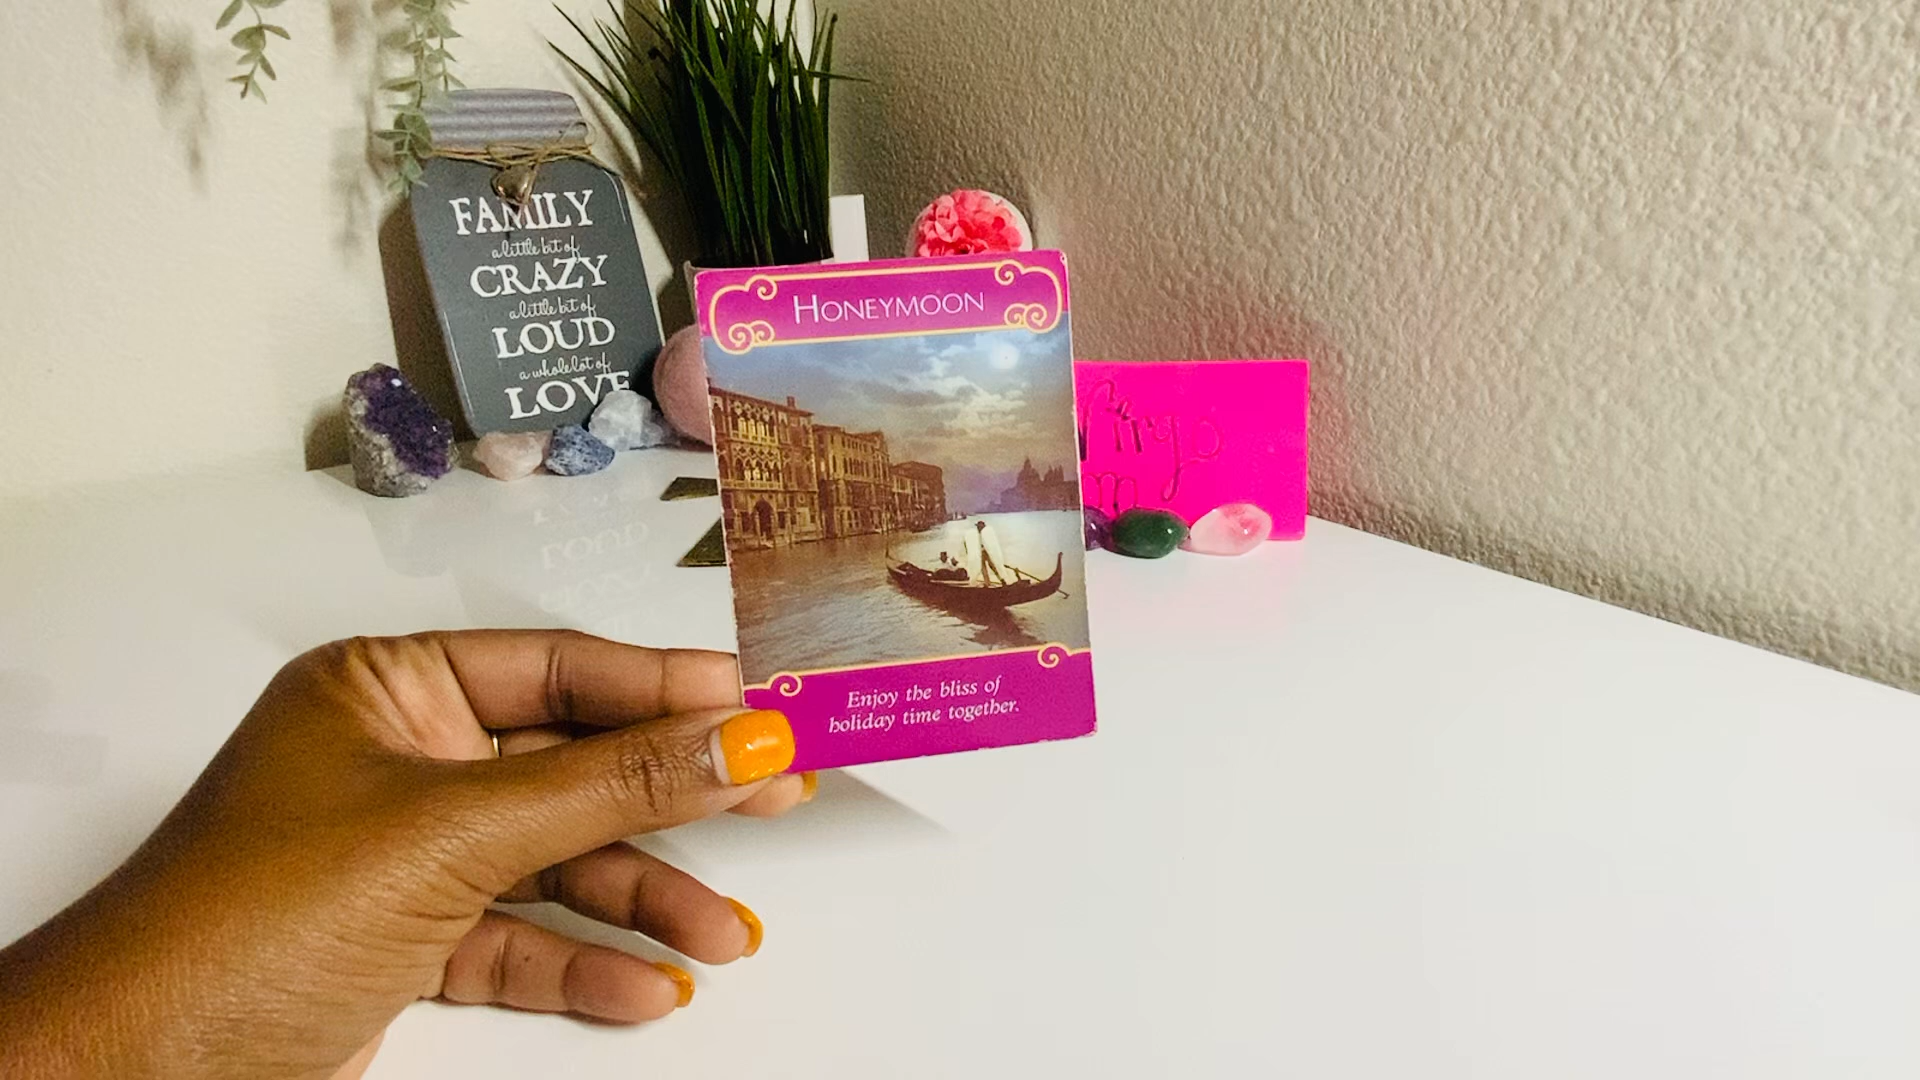 FAMILY
a little bit of
CRAZY
a little bit of
LOUD
a whole lot of
LOVE
HONEYMOON
Enjoy the bliss of
holiday time together.